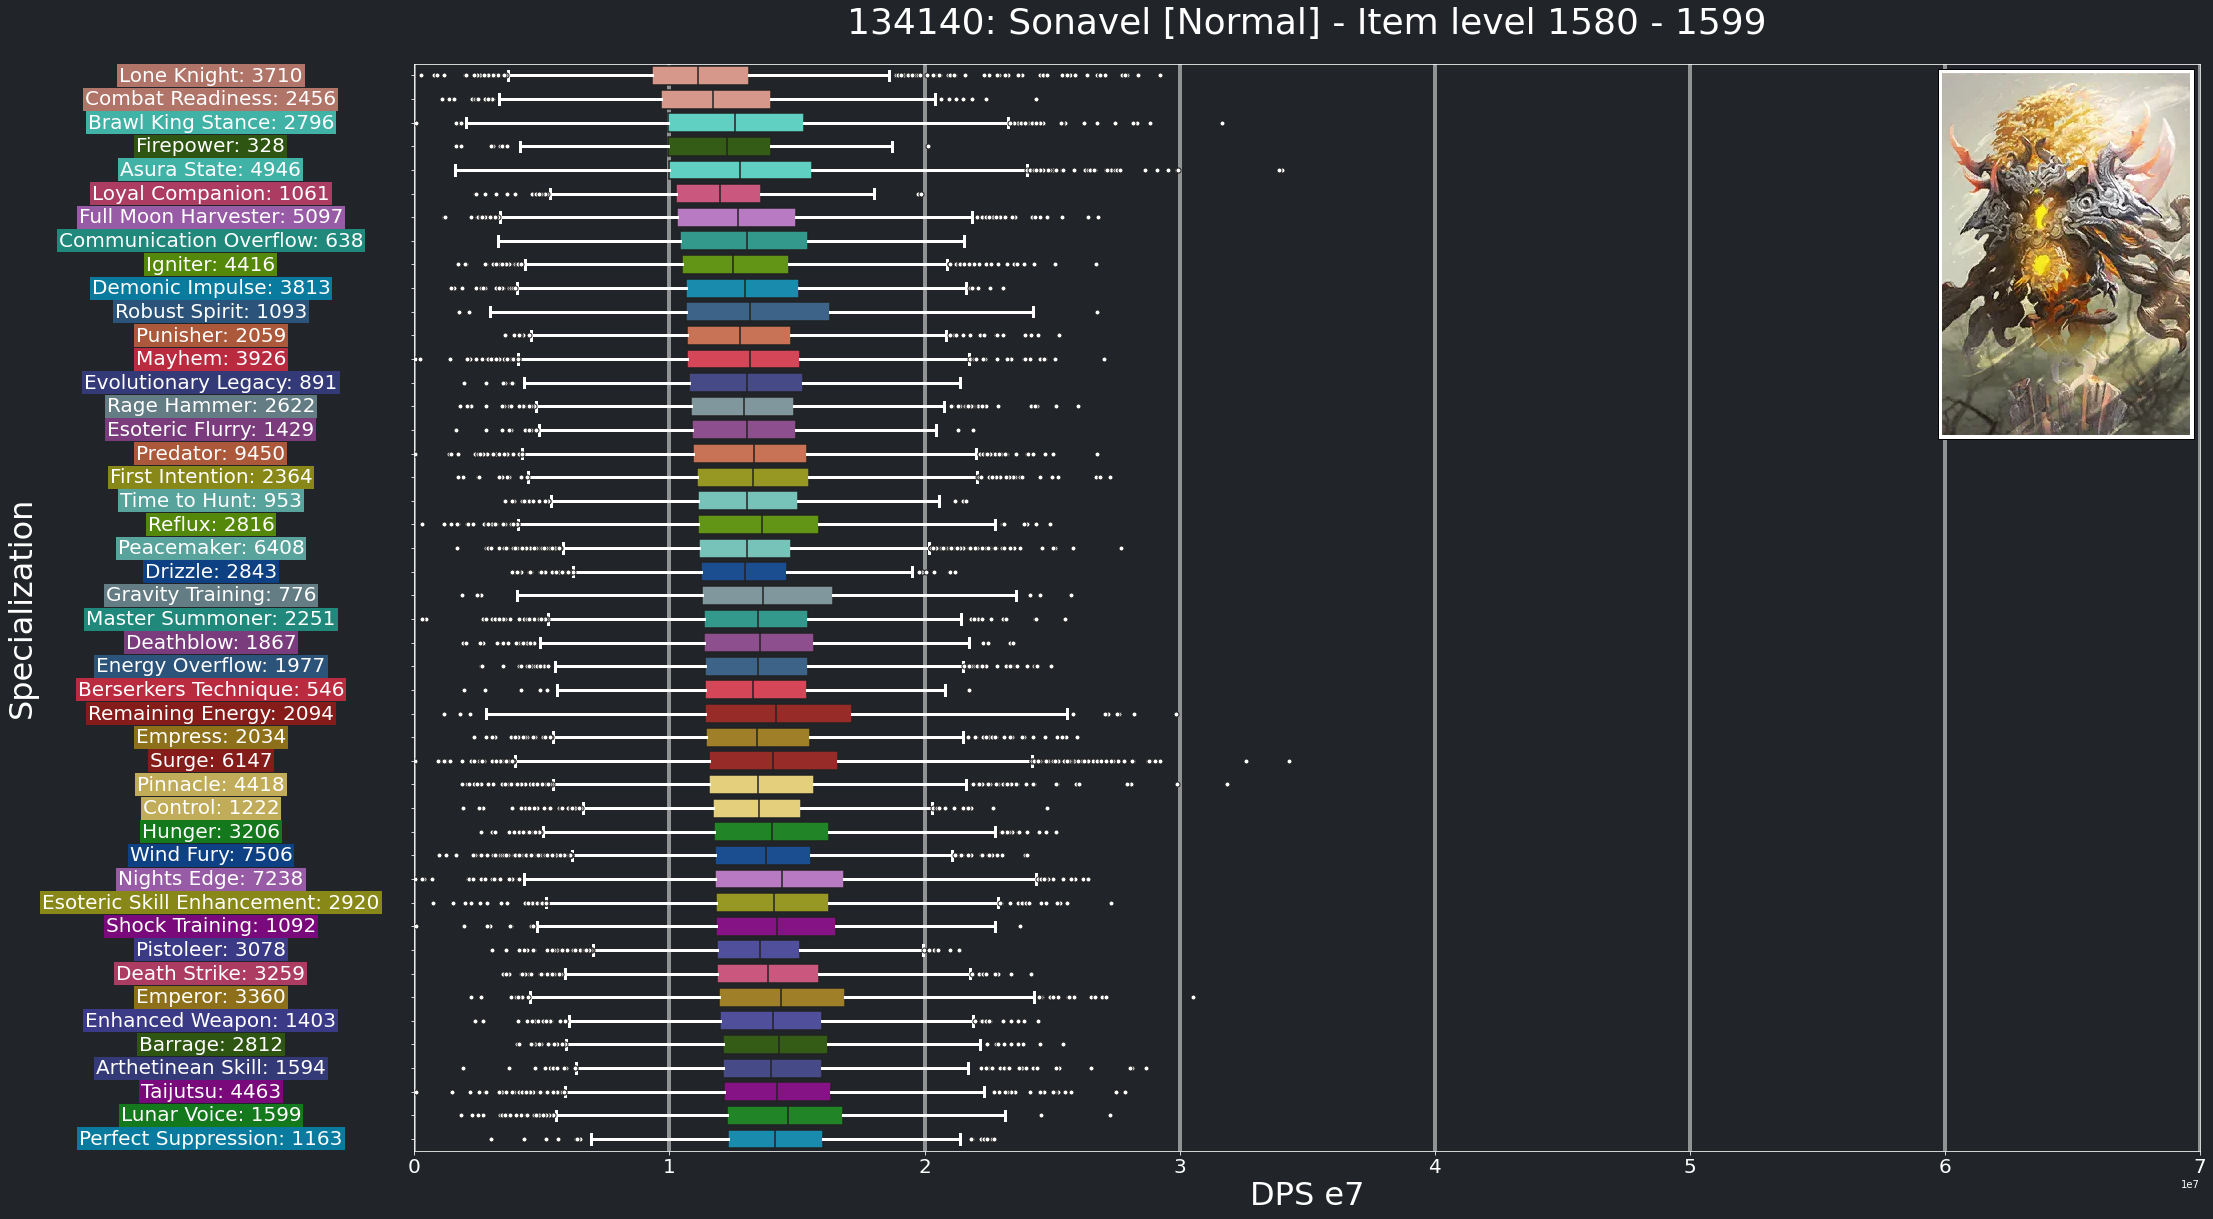 134140: Sonavel [Normal] - Item level 1580 - 1599
Lone Knight: 3710
Combat Readiness: 2456
Brawl King Stance: 2796
Firepower: 328
Asura State: 4946
Loyal Companion: 1061
Full Moon Harvester: 5097
Communication Overflow: 638
Igniter: 4416
Demonic Impulse: 3813
Robust Spirit: 1093
Punisher: 2059
Mayhem: 3926
Evolutionary Legacy: 891
Rage Hammer: 2622
Esoteric Flurry: 1429
Predator: 9450
First Intention: 2364
Time to Hunt: 953
Reflux: 2816
Peacemaker: 6408
Drizzle: 2843
Gravity Training: 776
Master Summoner: 2251
Deathblow: 1867
Energy Overflow: 1977
Berserkers Technique: 546
Remaining Energy: 2094
Empress: 2034
Surge: 6147
Pinnacle: 4418
Control: 1222
Hunger: 3206
Wind Fury: 7506
Nights Edge: 7238
Esoteric Skill Enhancement: 2920
Shock Training: 1092
Pistoleer: 3078
Death Strike: 3259
Emperor: 3360
Enhanced Weapon: 1403
Barrage: 2812
Arthetinean Skill: 1594
Taijutsu: 4463
Lunar Voice: 1599
Perfect Suppression: 1163
Specialization
0 1 2 3 4 5 6 7
1e7
DPS e7